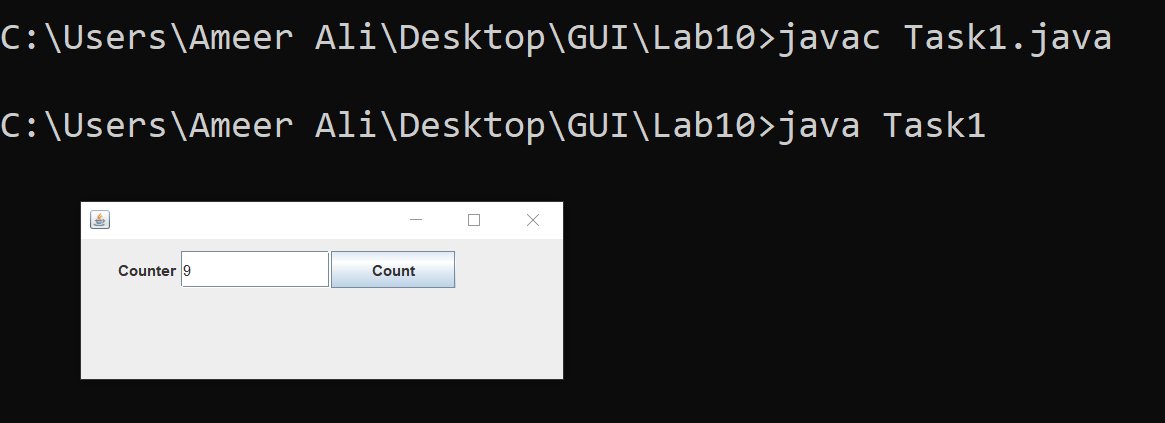 C:\Users\Ameer Ali\Desktop\GUI\Lab10>javac Task1.java
C:\Users\Ameer Ali\Desktop\GUI\Lab10>java Task1
Counter 9 Count